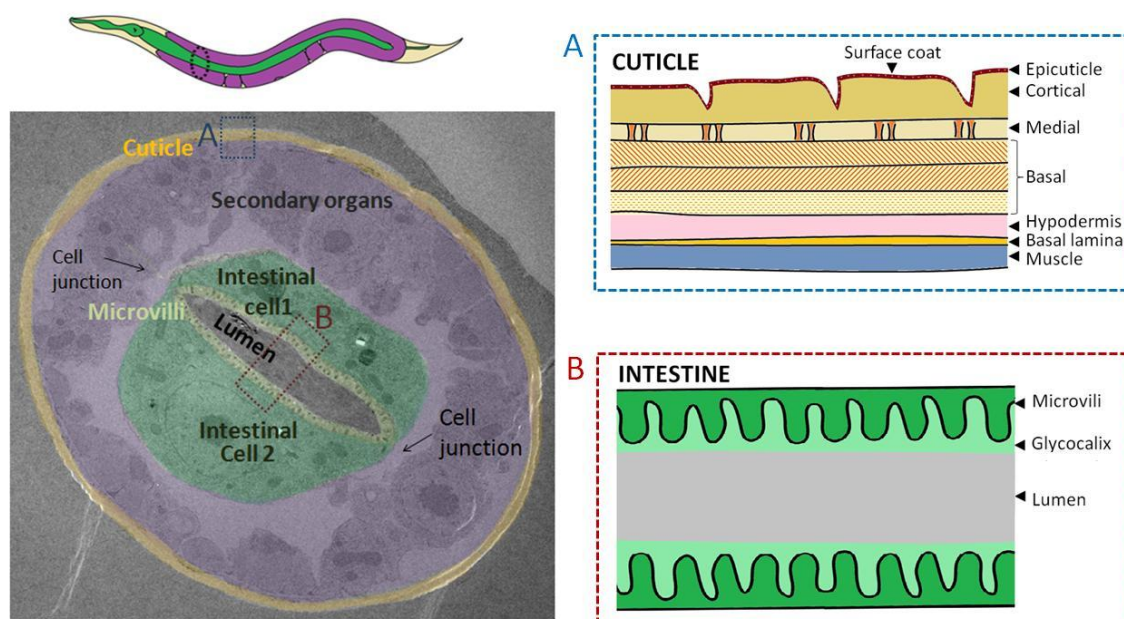 A
Cuticle
Secondary organs
Cell
junction
Intestinal
cell1
Microvilli
B
Lumen
Intestinal
Cell 2
Cell
junction
A
CUTICLE
Surface coat
Epicuticle
Cortical
Medial
Basal
Hypodermis
Basal lamina
Muscle
B
INTESTINE
Microvili
Glycocalix
Lumen